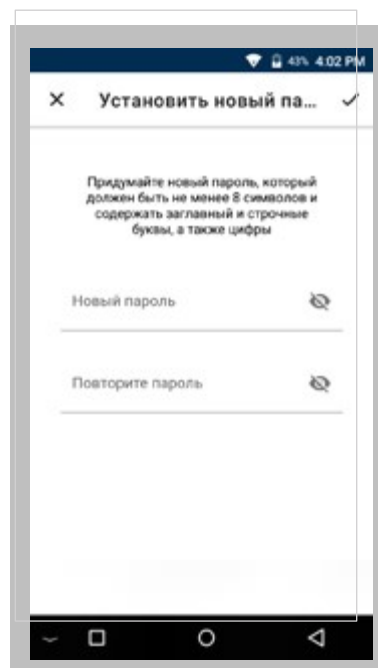 43% 4:02 PM
Установить новый па...
Придумайте новый пароль, который
должен быть не менее 8 символов и
содержать заглавный и строчные
буквы, а также цифры
Новый пароль
Повторите пароль